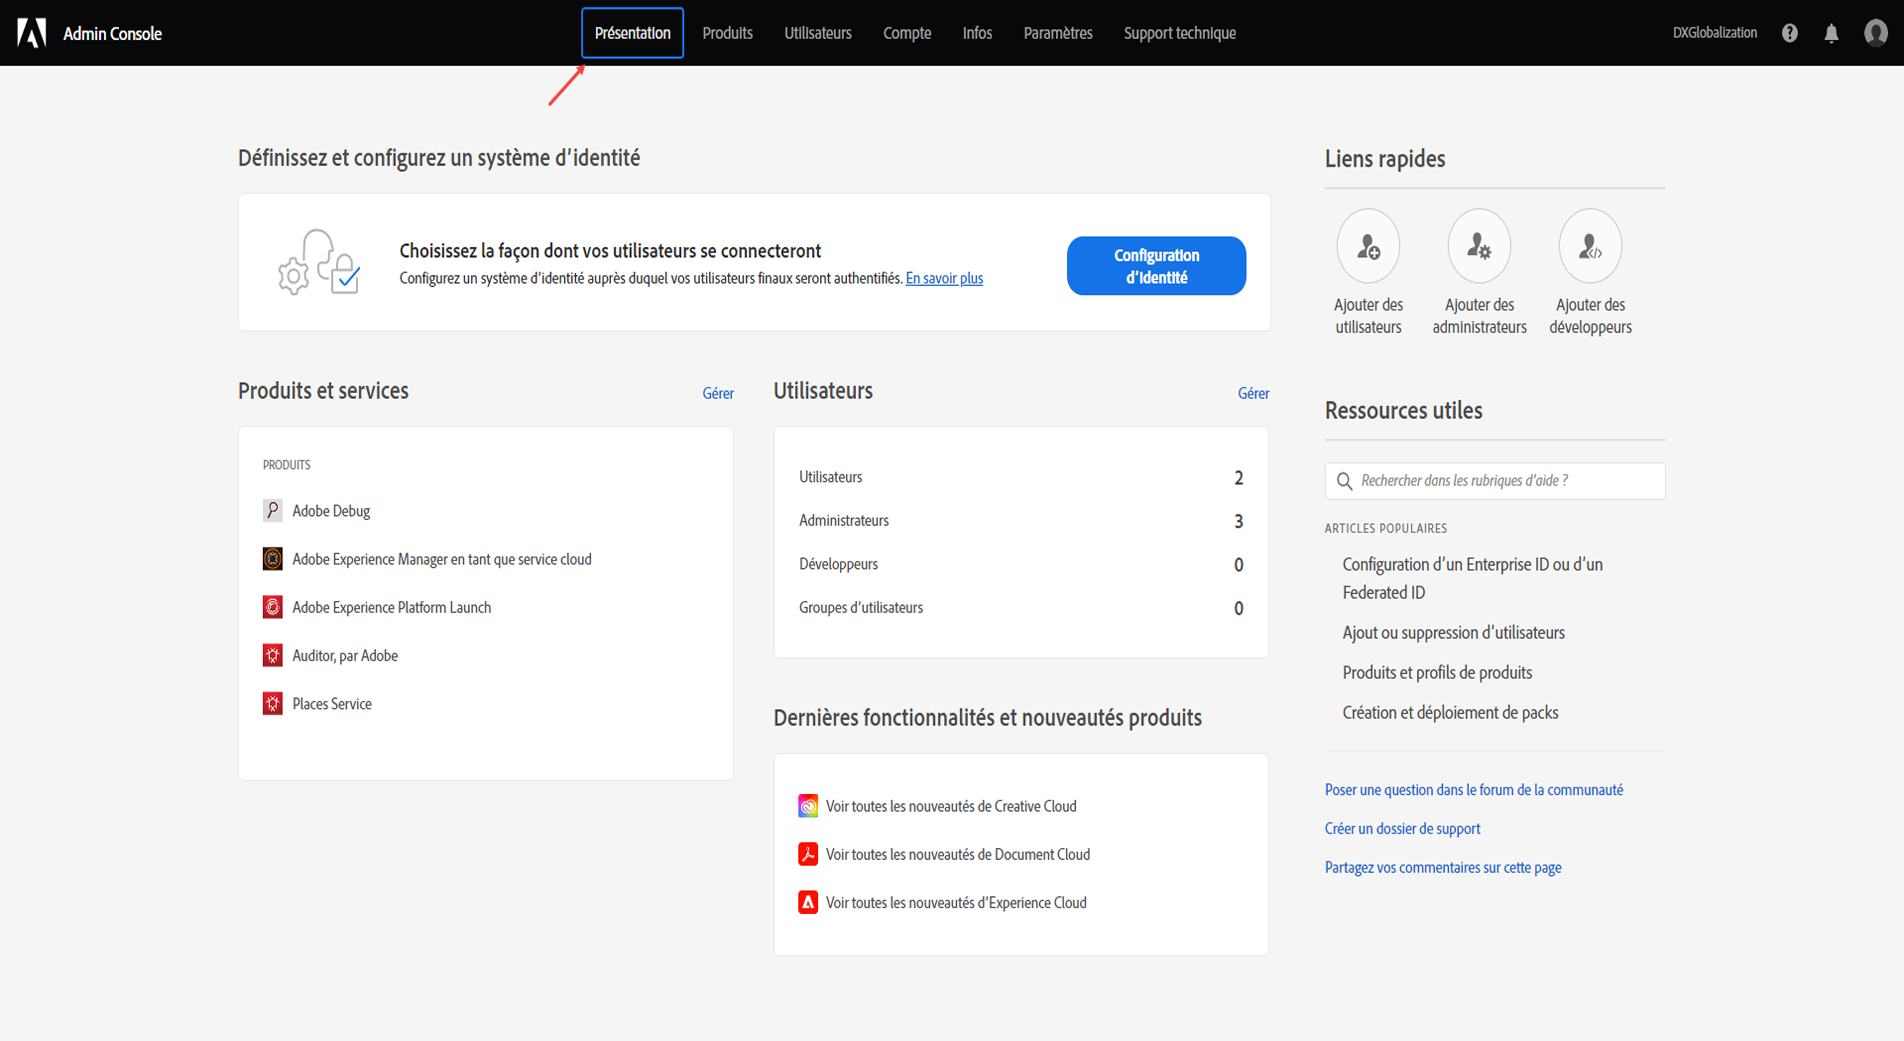 Admin Console
Présentation
Produits
Utilisateurs
Compte
Infos
Paramètres
Support technique
DXGlobalization
Définissez et configurez un système d’identité
Choisissez la façon dont vos utilisateurs se connecteront
Configurez un système d’identité auprès duquel vos utilisateurs finaux seront authentifiés. En savoir plus
Configuration
d’identité
Produits et services
Gérer
PRODUITS
Adobe Debug
Adobe Experience Manager en tant que service cloud
Adobe Experience Platform Launch
Auditor, par Adobe
Places Service
Utilisateurs
Gérer
Utilisateurs 2
Administrateurs 3
Développeurs 0
Groupes d’utilisateurs 0
Dernières fonctionnalités et nouveautés produits
Voir toutes les nouveautés de Creative Cloud
Voir toutes les nouveautés de Document Cloud
Voir toutes les nouveautés d’Experience Cloud
Liens rapides
Ajouter des
utilisateurs
Ajouter des
administrateurs
Ajouter des
développeurs
Ressources utiles
Rechercher dans les rubriques d’aide ?
ARTICLES POPULAIRES
Configuration d’un Enterprise ID ou d’un
Federated ID
Ajout ou suppression d’utilisateurs
Produits et profils de produits
Création et déploiement de packs
Poser une question dans le forum de la communauté
Créer un dossier de support
Partagez vos commentaires sur cette page